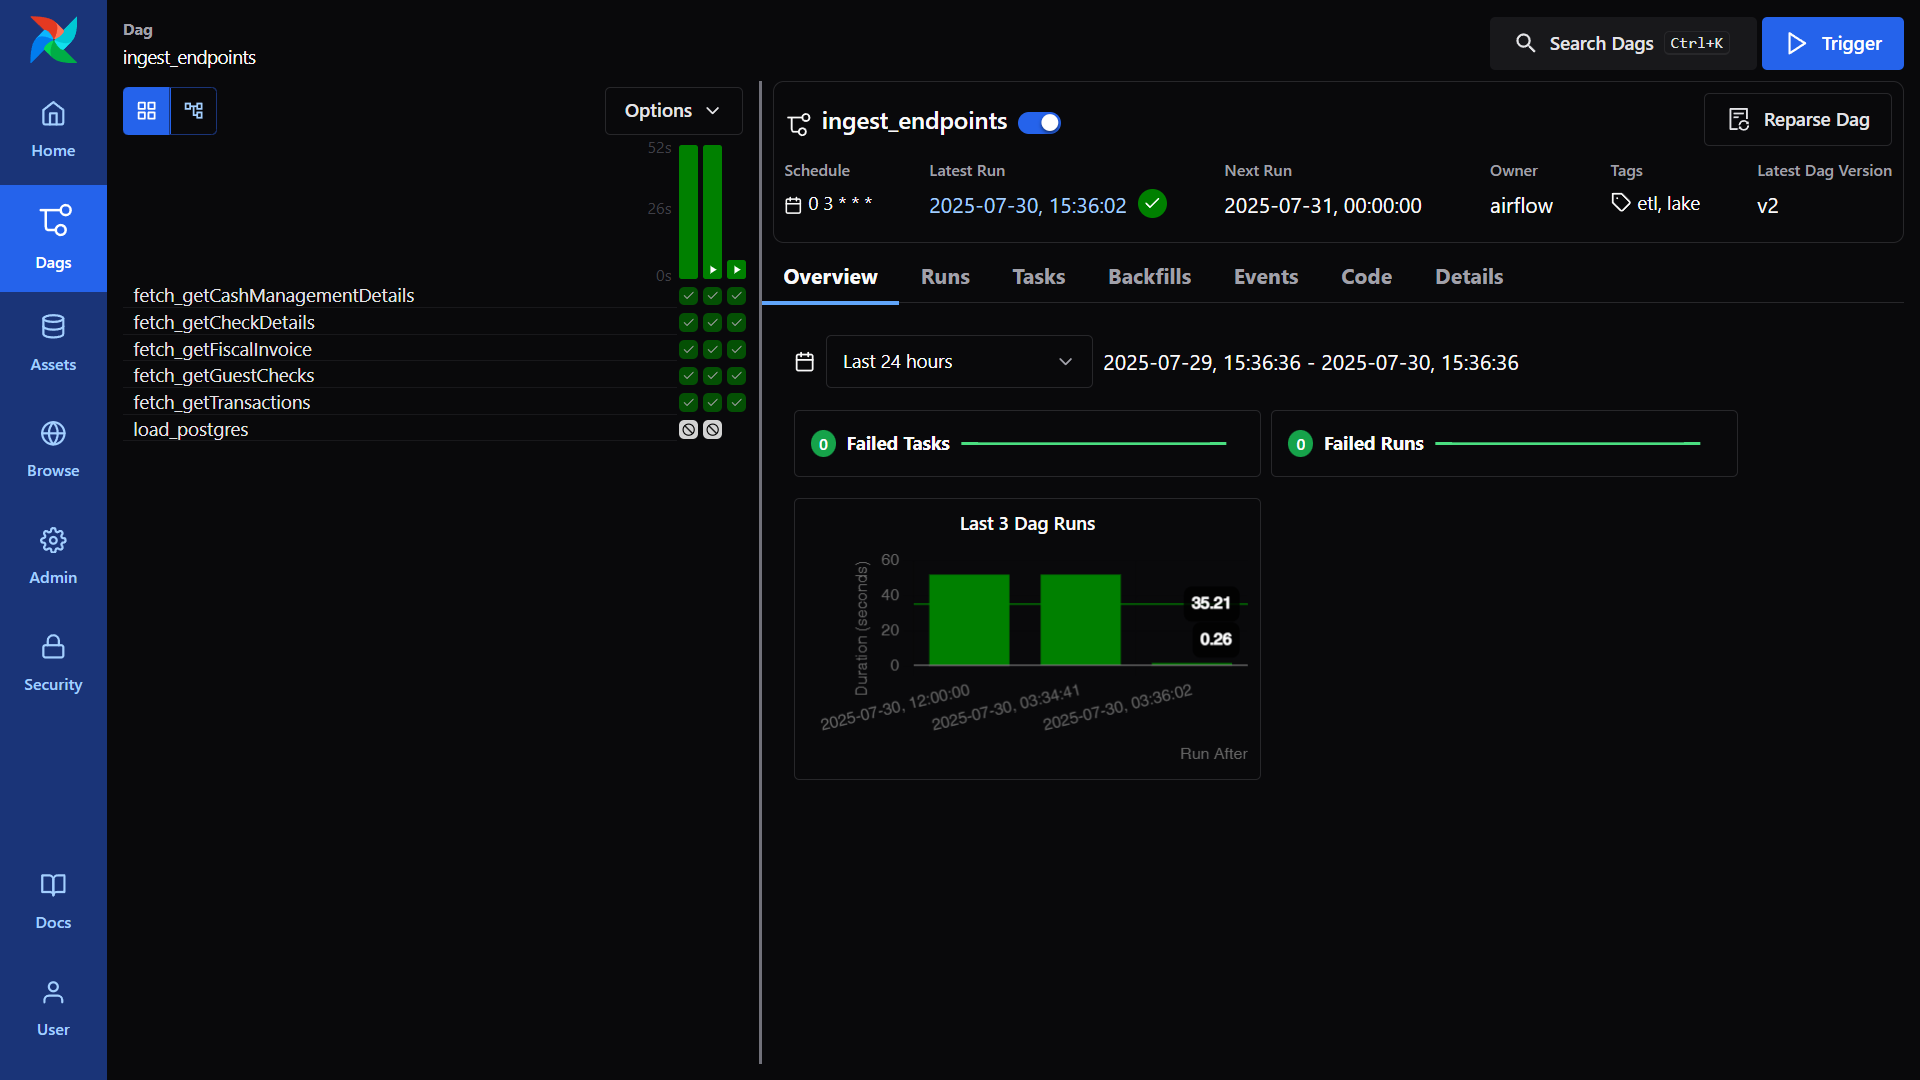 Dag
ingest_endpoints
Search Dags Ctrl+K
Trigger
Home
Dags
Assets
Browse
Admin
Security
Docs
User
Options
52s
26s
0s
fetch_getCashManagementDetails
fetch_getCheckDetails
fetch_getFiscalInvoice
fetch_getGuestChecks
fetch_getTransactions
load_postgres
ingest_endpoints
Reparse Dag
Schedule Latest Run Next Run Owner Tags Latest Dag Version
0 3 * * * 2025-07-30, 15:36:02 2025-07-31, 00:00:00 airflow etl, lake v2
Overview Runs Tasks Backfills Events Code Details
Last 24 hours 2025-07-29, 15:36:36 - 2025-07-30, 15:36:36
0 Failed Tasks
0 Failed Runs
Last 3 Dag Runs
Duration (seconds)
60
40
20
0
35.21
0.26
2025-07-30, 12:00:00
2025-07-30, 03:34:41
2025-07-30, 03:36:02
Run After